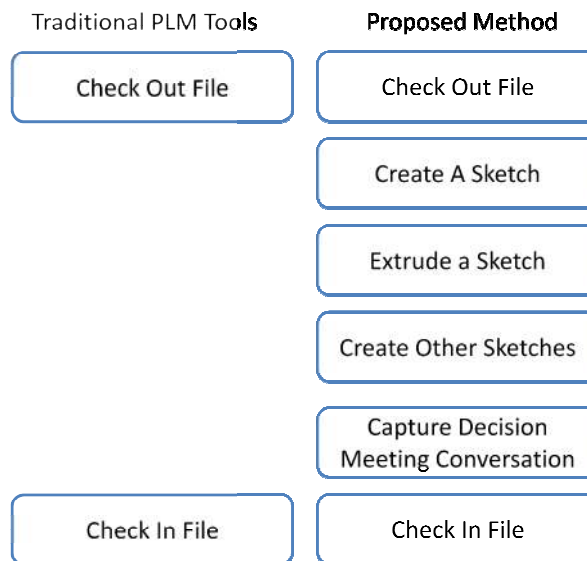 Traditional PLM Tools
Proposed Method
Check Out File
Check Out File
Create A Sketch
Extrude a Sketch
Create Other Sketches
Capture Decision
Meeting Conversation
Check In File
Check In File